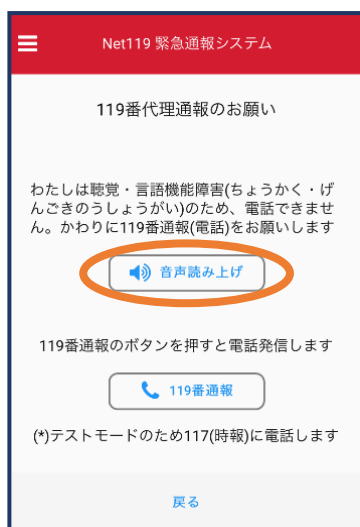 Net119 緊急通報システム
119番代理通報のお願い
わたしは聴覚・言語機能障害(ちょうかく・げ
んごきのうしょうがい)のため、電話できませ
ん。かわりに119番通報(電話)をお願いします
音声読み上げ
119番通報のボタンを押すと電話発信します
119番通報
(*)テストモードのため117(時報)に電話します
戻る